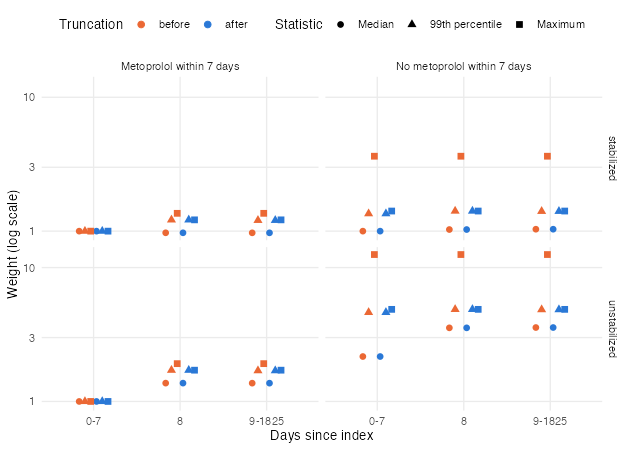 Truncation before after Statistic Median 99th percentile Maximum
Metoprolol within 7 days No metoprolol within 7 days
10
3
1
stabilized
10
3
1
unstabilized
Weight (log scale)
0-7 8 9-1825 0-7 8 9-1825
Days since index